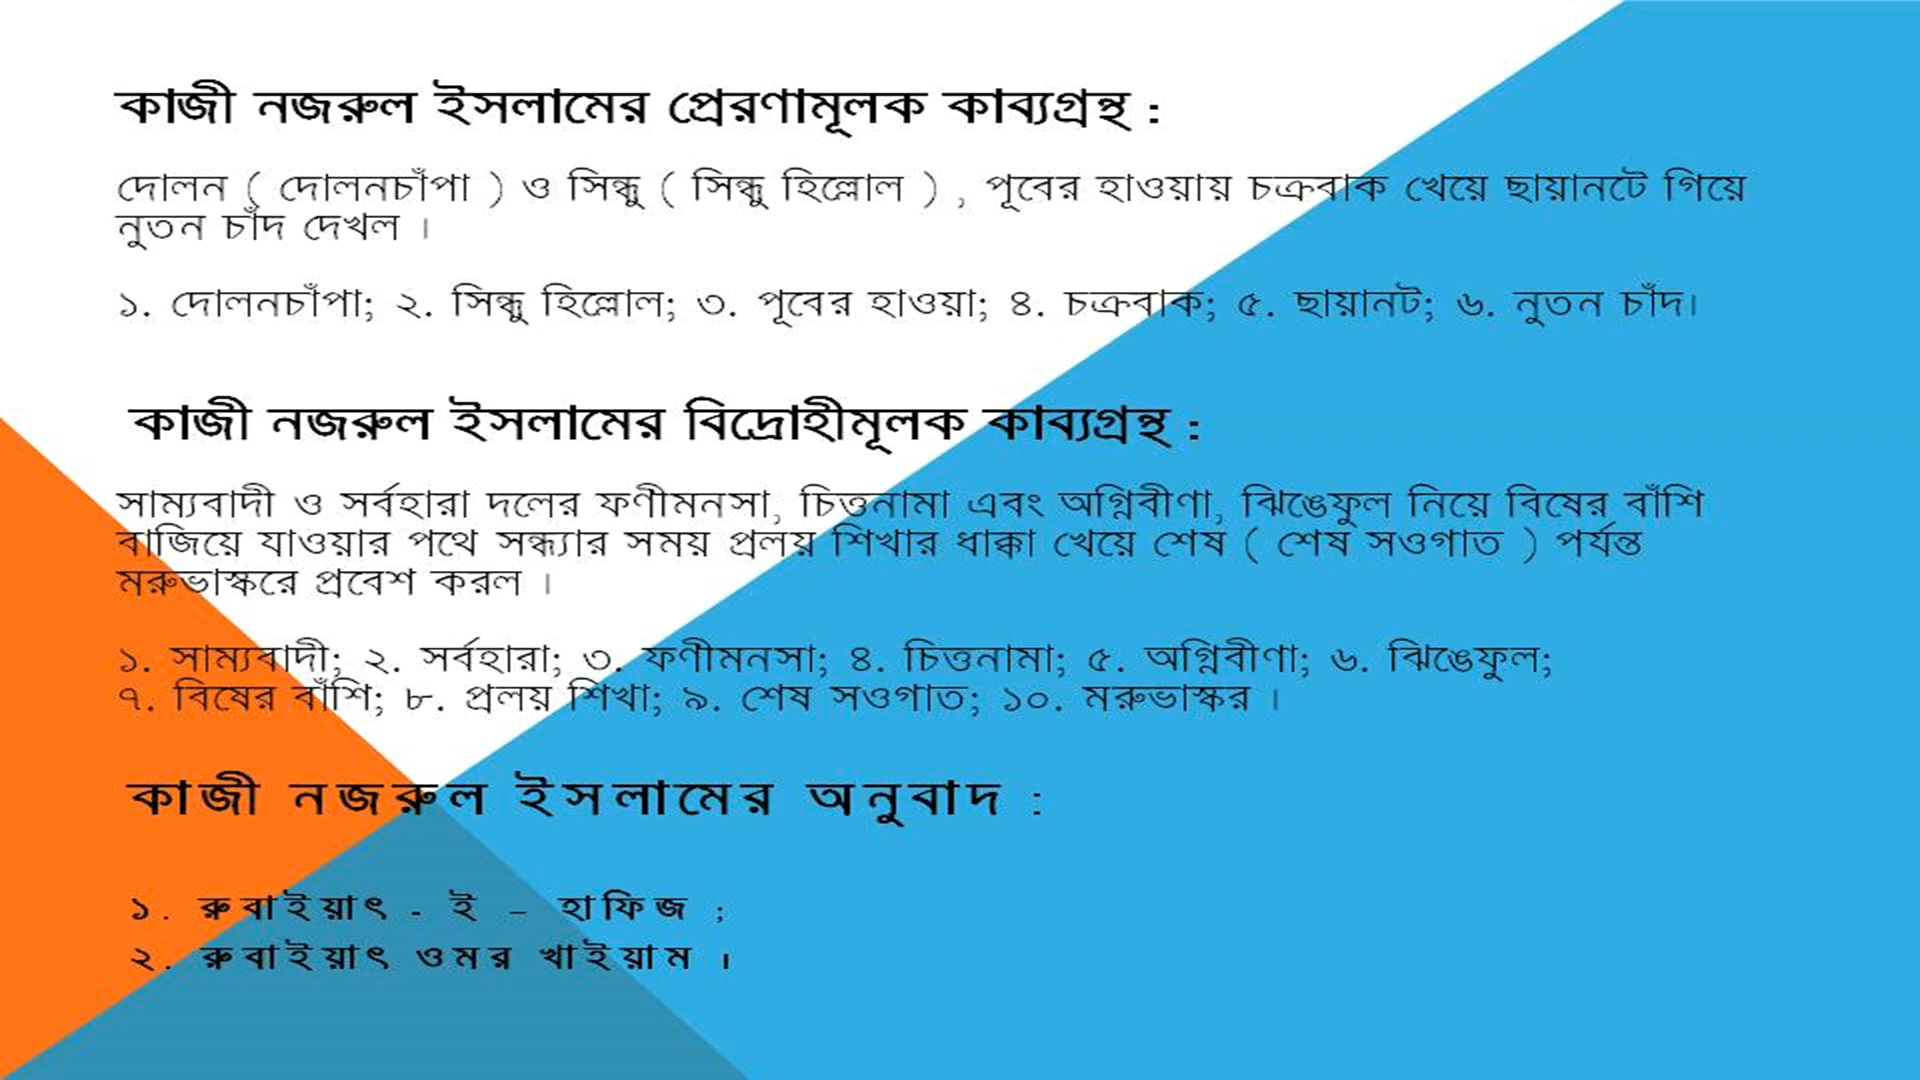 কাজী নজরুল ইসলামের প্রেরণামূলক কাব্যগ্রন্থ :
দোলন ( দোলনচাঁপা ) ও সিন্ধু ( সিন্ধু হিল্লোল ) , পূবের হাওয়ায় চক্রবাক খেয়ে ছায়ানটে গিয়ে
নুতন চাঁদ দেখল ।
১. দোলনচাঁপা; ২. সিন্ধু হিল্লোল; ৩. পূবের হাওয়া; ৪. চক্রবাক; ৫. ছায়ানট; ৬. নুতন চাঁদ।
কাজী নজরুল ইসলামের বিদ্রোহীমূলক কাব্যগ্রন্থ :
সাম্যবাদী ও সর্বহারা দলের ফণীমনসা, চিত্তনামা এবং অগ্নিবীণা, ঝিঙেফুল নিয়ে বিষের বাঁশি
বাজিয়ে যাওয়ার পথে সন্ধ্যার সময় প্রলয় শিখার ধাক্কা খেয়ে শেষ ( শেষ সওগাত ) পর্যন্ত
মরুভাস্করে প্রবেশ করল ।
১. সাম্যবাদী; ২. সর্বহারা; ৩. ফণীমনসা; ৪. চিত্তনামা; ৫. অগ্নিবীণা; ৬. ঝিঙেফুল;
৭. বিষের বাঁশি; ৮. প্রলয় শিখা; ৯. শেষ সওগাত; ১০. মরুভাস্কর ।
কাজী নজরুল ইসলামের অনুবাদ :
১. রুবাইয়াৎ - ই – হাফিজ ;
২. রুবাইয়াৎ ওমর খাইয়াম ।